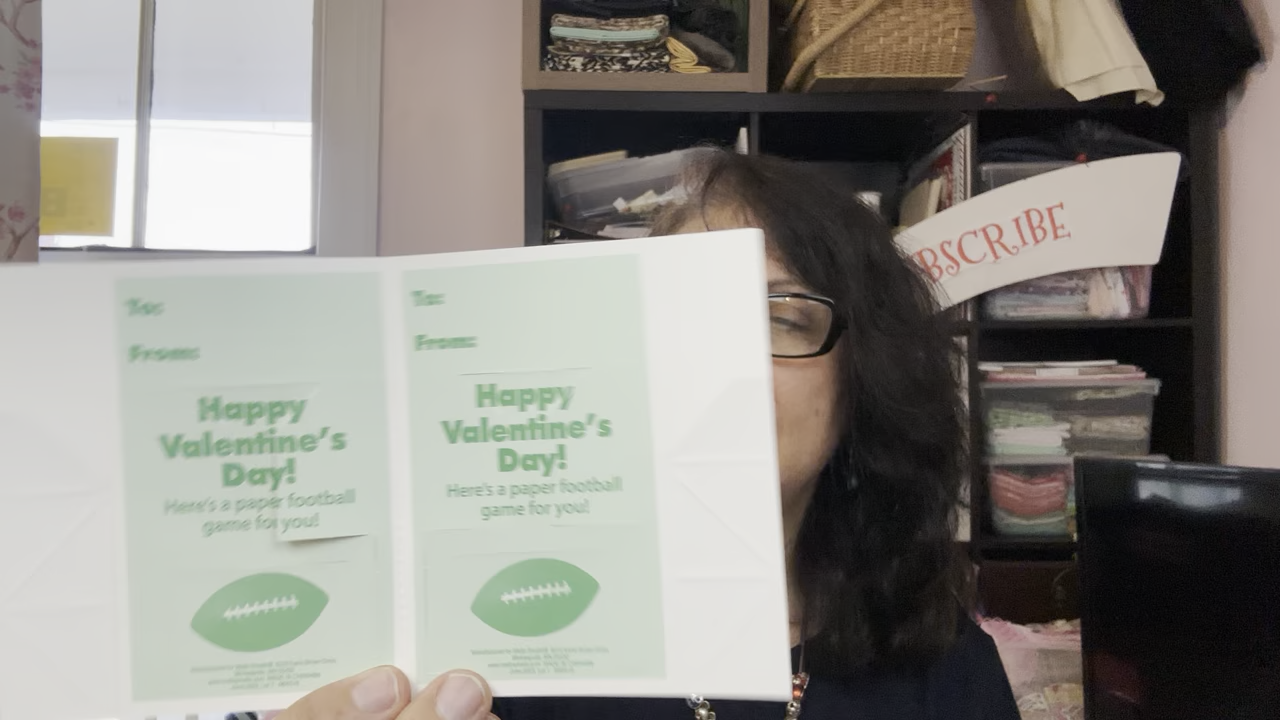 To:
From:
Happy
Valentine's
Day!
Here's a paper football
game for you!
To:
From:
Happy
Valentine's
Day!
Here's a paper football
game for you!
BSCRIBE